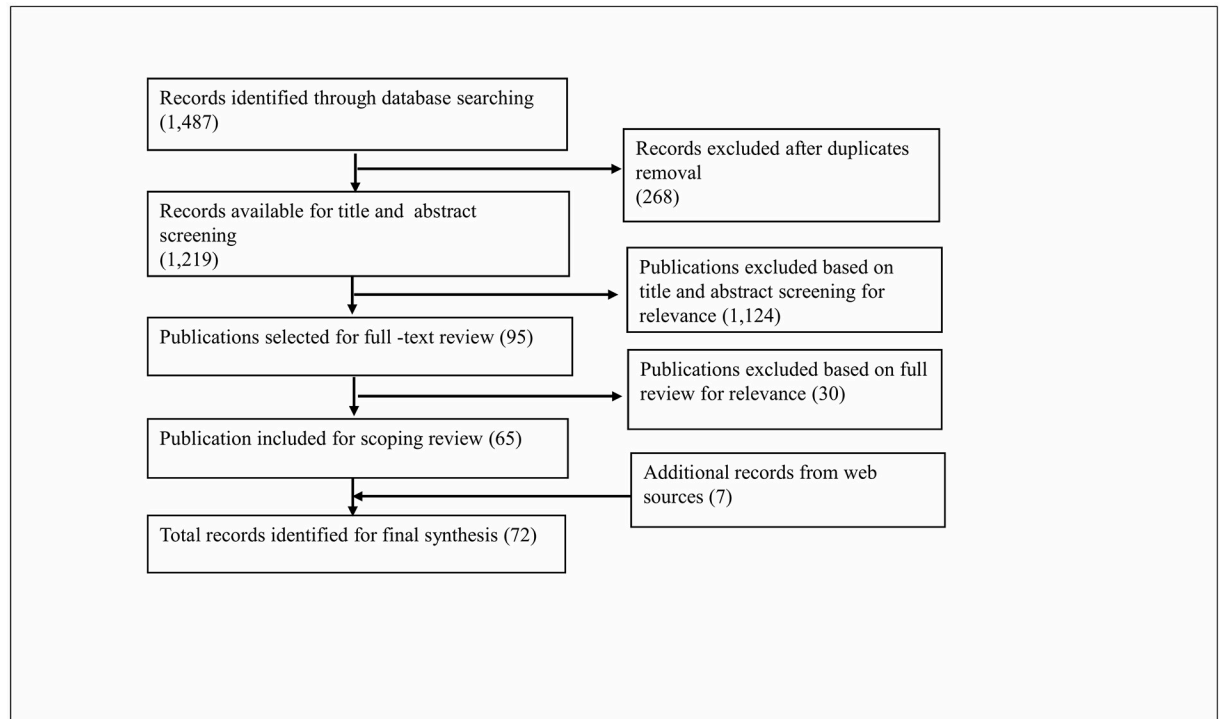 Records identified through database searching
(1,487)
Records excluded after duplicates
removal
(268)
Records available for title and  abstract
screening
(1,219)
Publications excluded based on
title and abstract screening for
relevance (1,124)
Publications selected for full -text review (95)
Publications excluded based on full
review for relevance (30)
Publication included for scoping review (65)
Additional records from web
sources (7)
Total records identified for final synthesis (72)